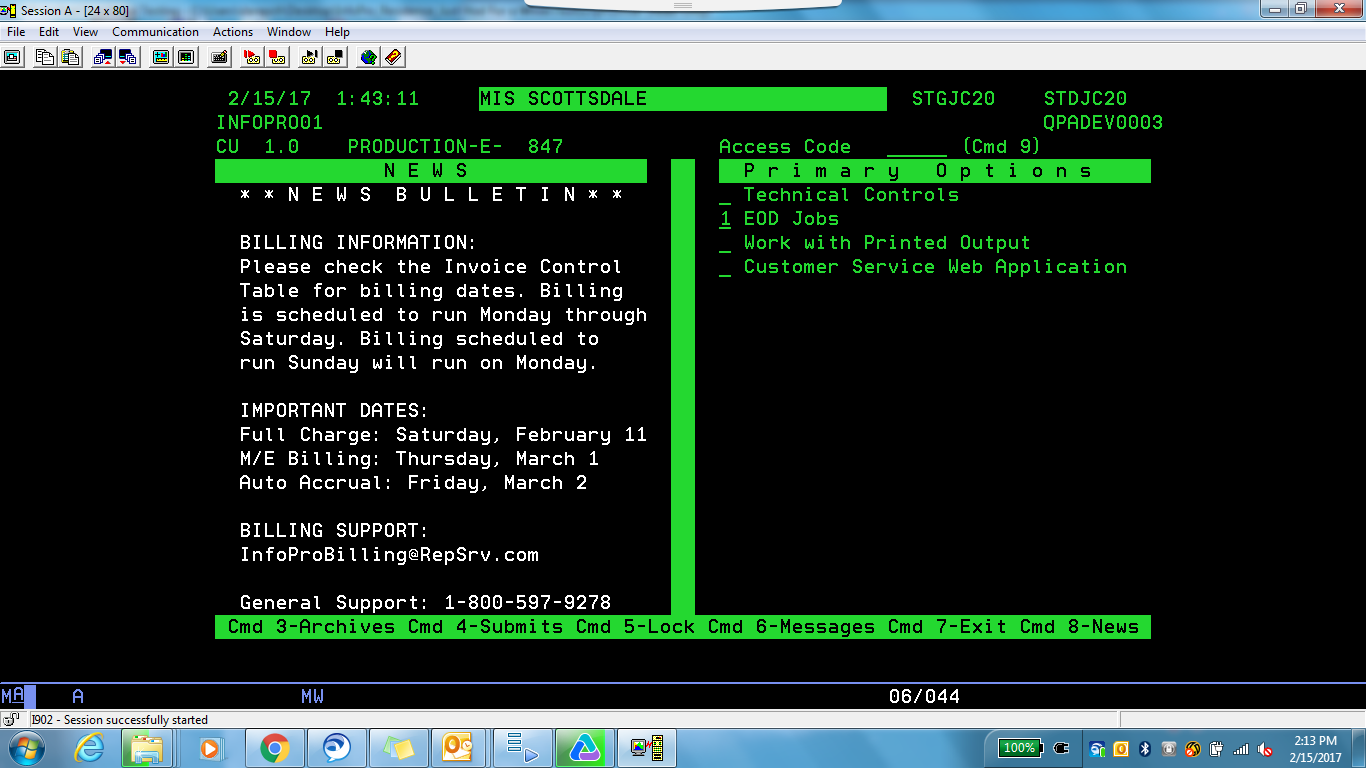 Session A - [24 x 80]
File Edit View Communication Actions Window Help
2/15/17 1:43:11 MIS SCOTTSDALE STGJC20 STDJC20
INFOPRO01 QPADEV0003
CU 1.0 PRODUCTION-E- 847 Access Code ______ (Cmd 9)
N E W S P r i m a r y O p t i o n s
* * N E W S B U L L E T I N * * _ Technical Controls
1 EOD Jobs
BILLING INFORMATION: _ Work with Printed Output
Please check the Invoice Control _ Customer Service Web Application
Table for billing dates. Billing
is scheduled to run Monday through
Saturday. Billing scheduled to
run Sunday will run on Monday.
IMPORTANT DATES:
Full Charge: Saturday, February 11
M/E Billing: Thursday, March 1
Auto Accrual: Friday, March 2
BILLING SUPPORT:
InfoProBilling@RepSrv.com
General Support: 1-800-597-9278
Cmd 3-Archives Cmd 4-Submits Cmd 5-Lock Cmd 6-Messages Cmd 7-Exit Cmd 8-News
MA A MW 06/044
I902 - Session successfully started
100% 2:13 PM
2/15/2017